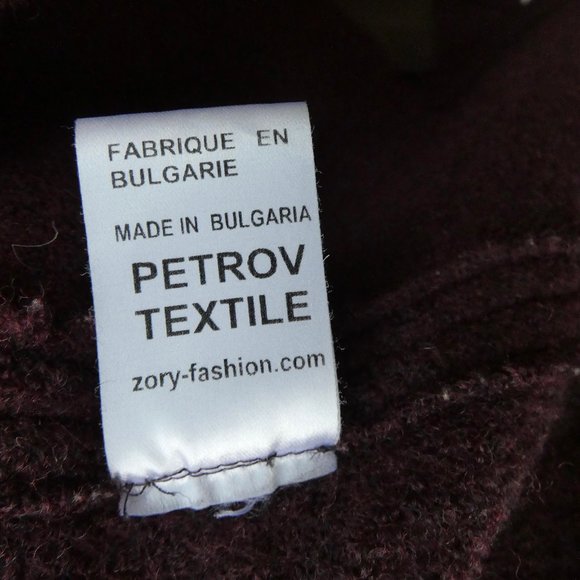 FABRIQUE EN
BULGARIE
MADE IN BULGARIA
PETROV
TEXTILE
zory-fashion.com